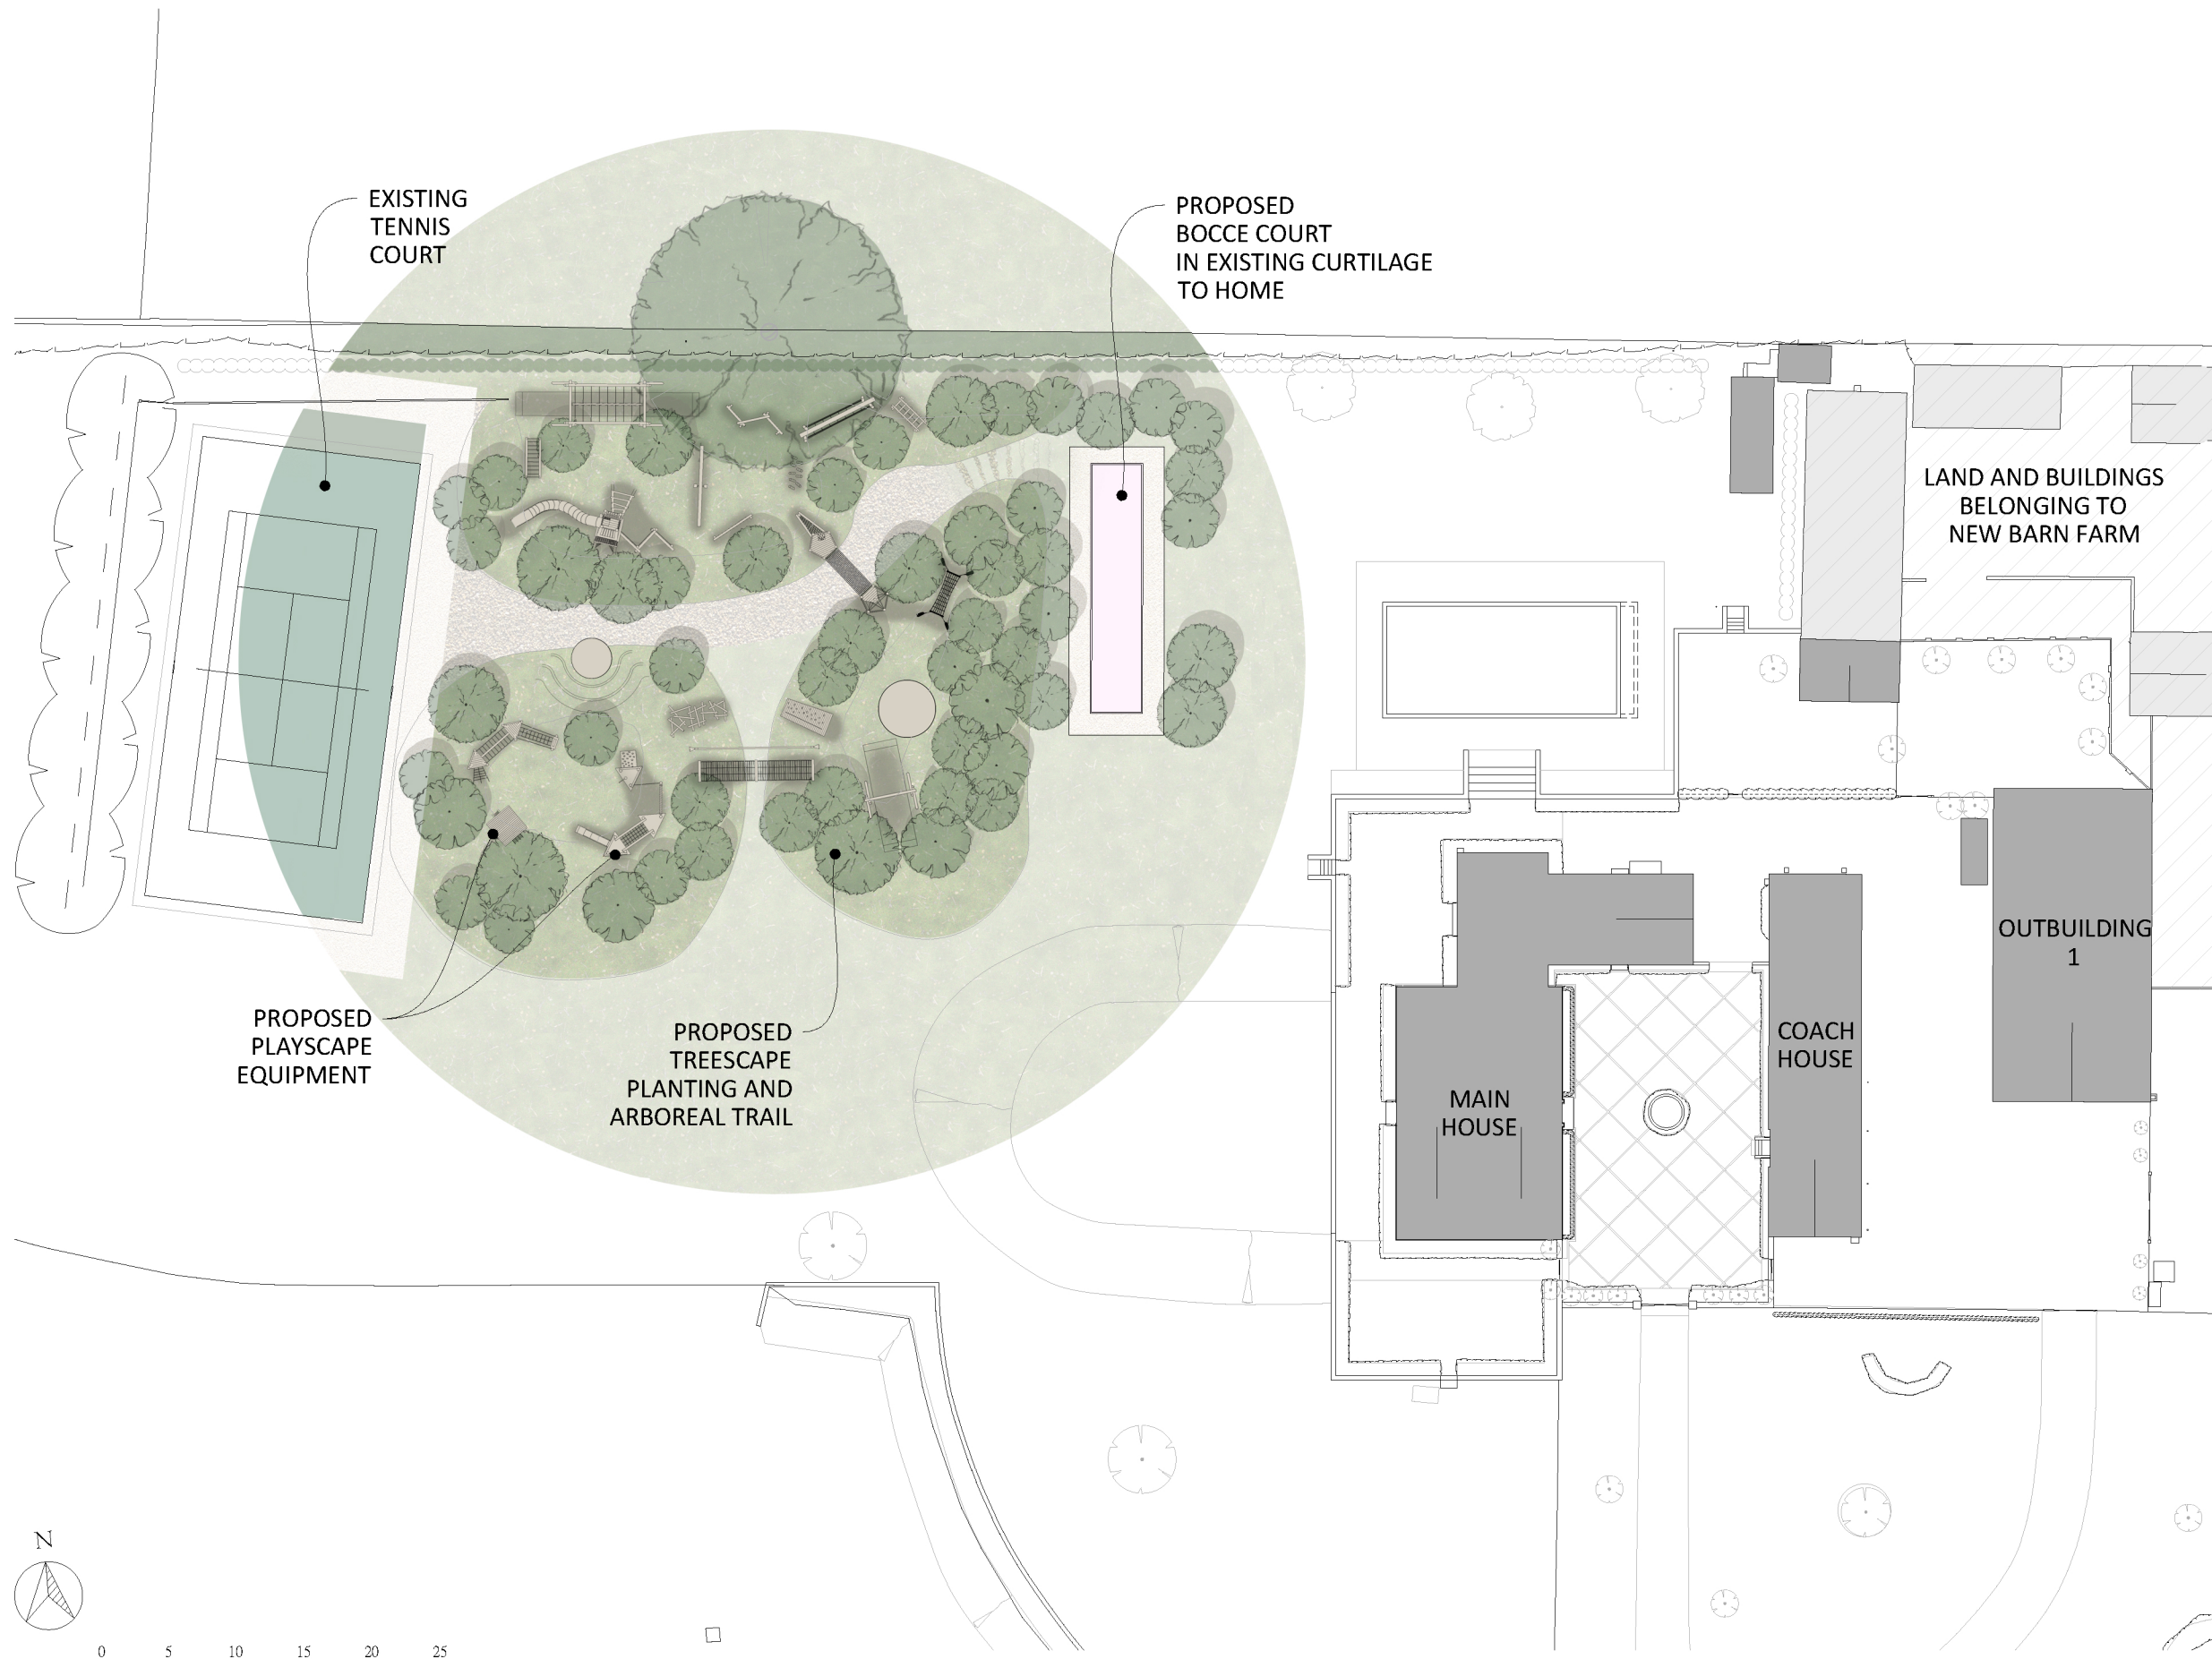 EXISTING
TENNIS
COURT
PROPOSED
BOCCE COURT
IN EXISTING CURTILAGE
TO HOME
LAND AND BUILDINGS
BELONGING TO
NEW BARN FARM
OUTBUILDING
1
PROPOSED
PLAYSCAPE
EQUIPMENT
PROPOSED
TREESCAPE
PLANTING AND
ARBOREAL TRAIL
COACH
HOUSE
MAIN
HOUSE
N
0 5 10 15 20 25